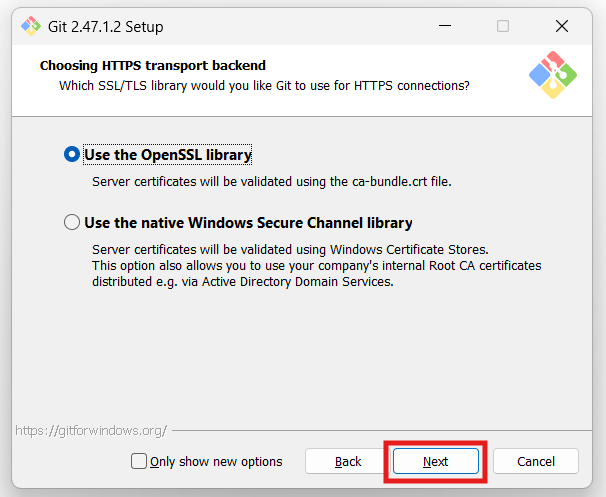 Git 2.47.1.2 Setup
Choosing HTTPS transport backend
Which SSL/TLS library would you like Git to use for HTTPS connections?
Use the OpenSSL library
Server certificates will be validated using the ca-bundle.crt file.
Use the native Windows Secure Channel library
Server certificates will be validated using Windows Certificate Stores.
This option also allows you to use your company's internal Root CA certificates
distributed e.g. via Active Directory Domain Services.
https://gitforwindows.org/
Only show new options
Back
Next
Cancel